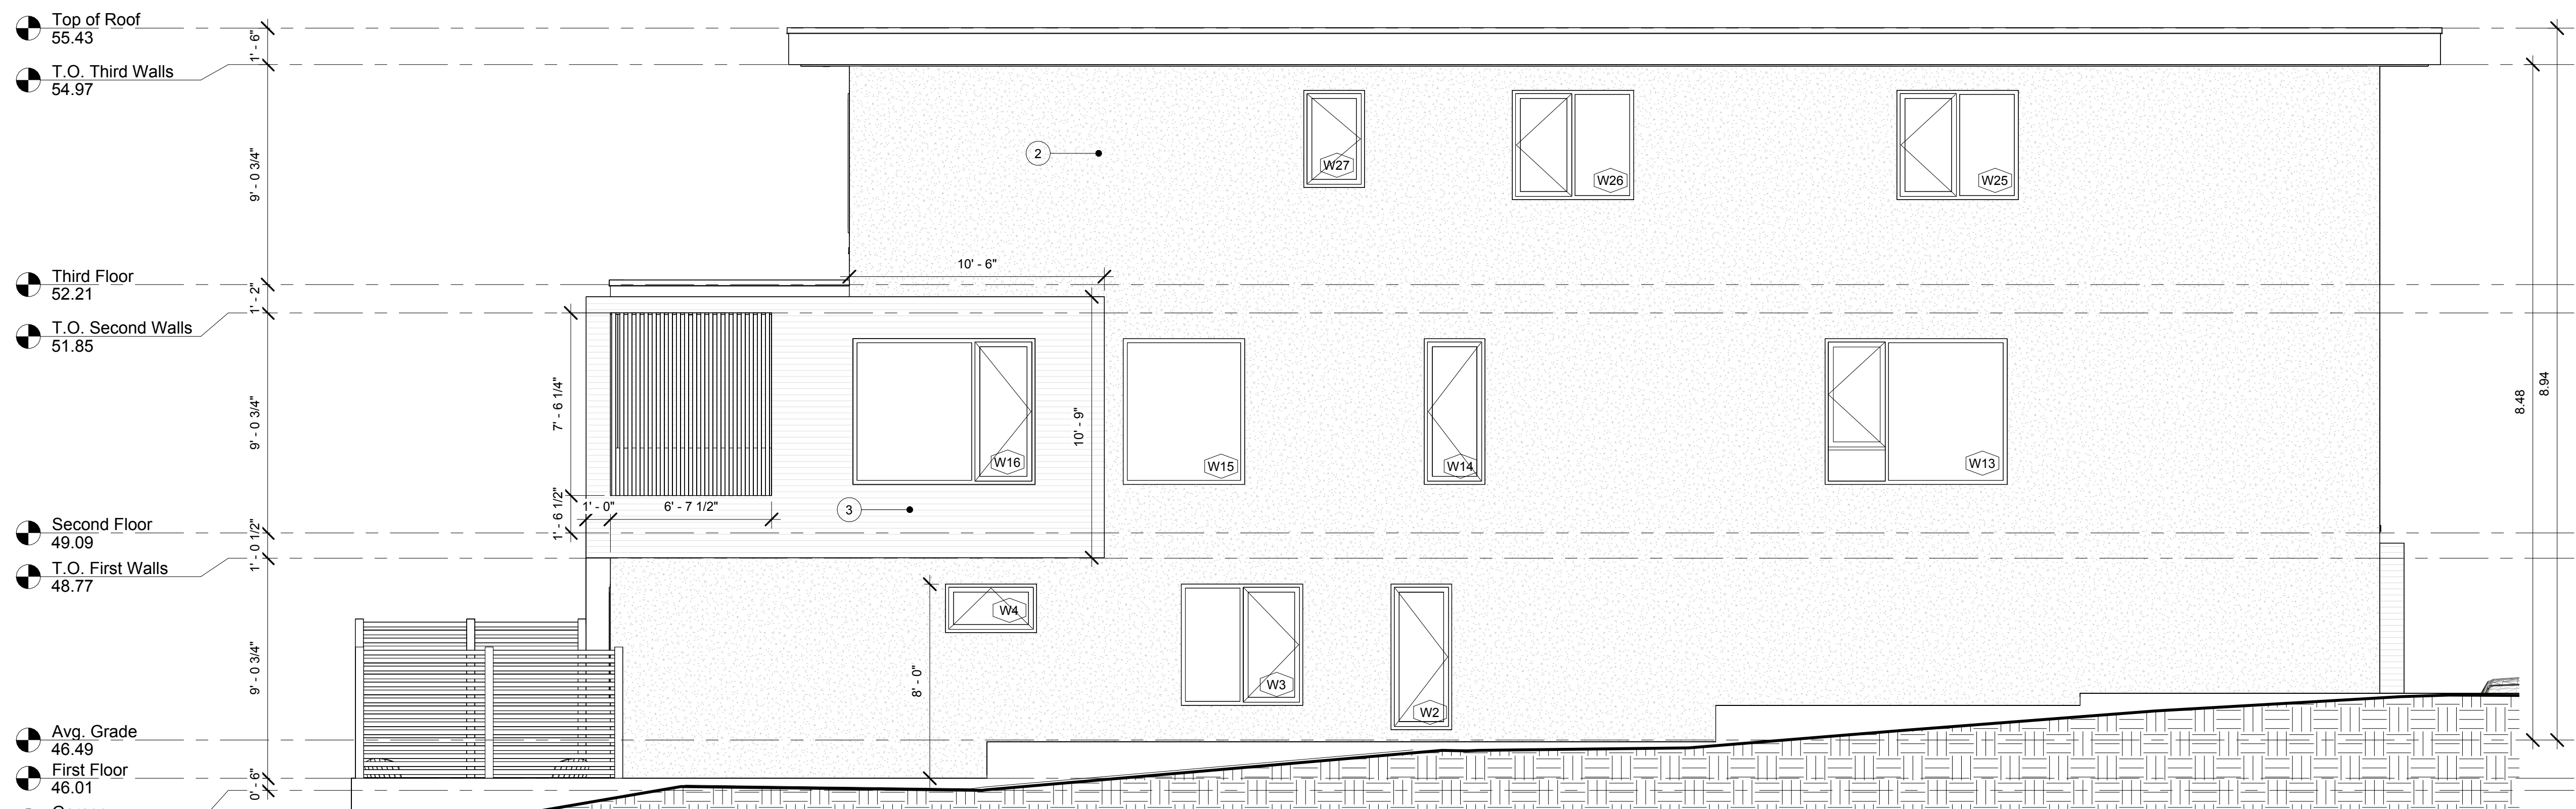 Top of Roof
55.43
1' - 6"
T.O. Third Walls
54.97
9' - 0 3/4"
2
W27
W26
W25
Third Floor
52.21
1' - 2"
10' - 6"
T.O. Second Walls
51.85
9' - 0 3/4"
7' - 6 1/4"
10' - 9"
W16
W15
W14
W13
8.48
8.94
1' - 6 1/2"
1' - 0"
6' - 7 1/2"
3
Second Floor
49.09
1' - 0 1/2"
T.O. First Walls
48.77
9' - 0 3/4"
8' - 0"
W4
W3
W2
Avg. Grade
46.49
First Floor
46.01
0' - 6"